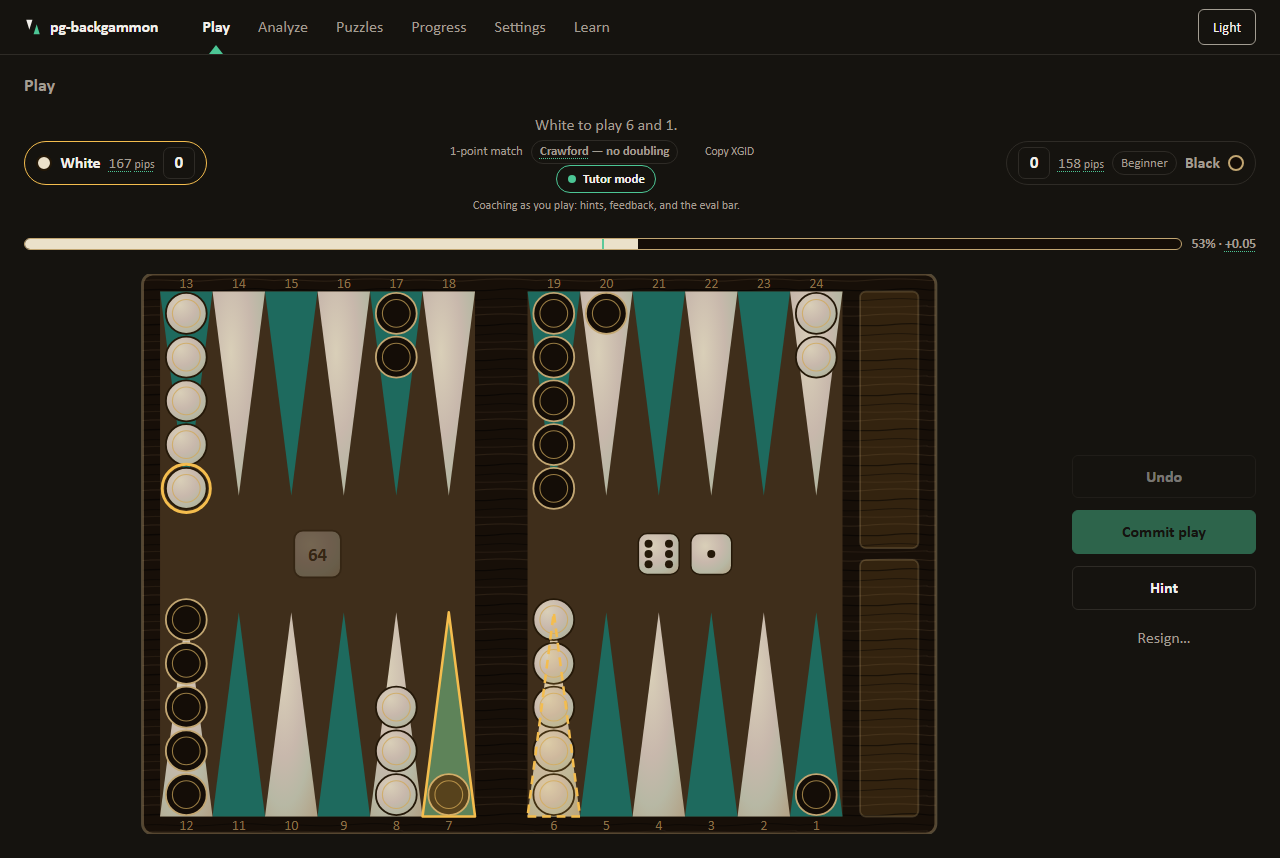 pg-backgammon Play Analyze Puzzles Progress Settings Learn Light
Play
White to play 6 and 1.
White 167 pips 0
1-point match Crawford — no doubling Copy XGID
0 158 pips Beginner Black
Tutor mode
Coaching as you play: hints, feedback, and the eval bar.
53% · +0.05
13 14 15 16 17 18 19 20 21 22 23 24
64
12 11 10 9 8 7 6 5 4 3 2 1
Undo
Commit play
Hint
Resign...